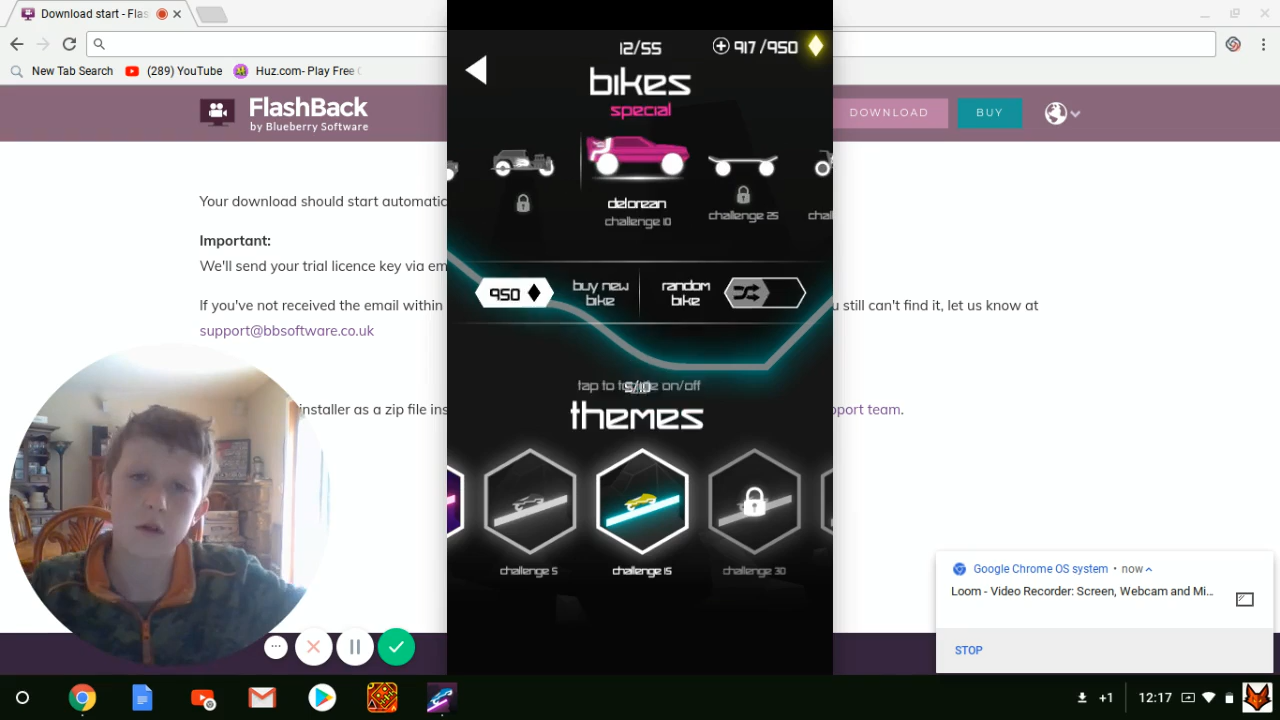 Download start - Flas
New Tab Search
(289) YouTube
Huz.com- Play Free
FlashBack
by Blueberry Software
DOWNLOAD
BUY
Your download should start automatic
Important:
We'll send your trial licence key via em
If you've not received the email within
u still can't find it, let us know at
support@bbsoftware.co.uk
installer as a zip file ins
pport team.
12/55
917/950
bikes
special
delorean
challenge 10
challenge 25
chall
950
buy new
bike
random
bike
tap to toggle on/off
5/10
themes
challenge 5
challenge 15
challenge 30
Google Chrome OS system • now
Loom - Video Recorder: Screen, Webcam and Mi...
STOP
+1
12:17